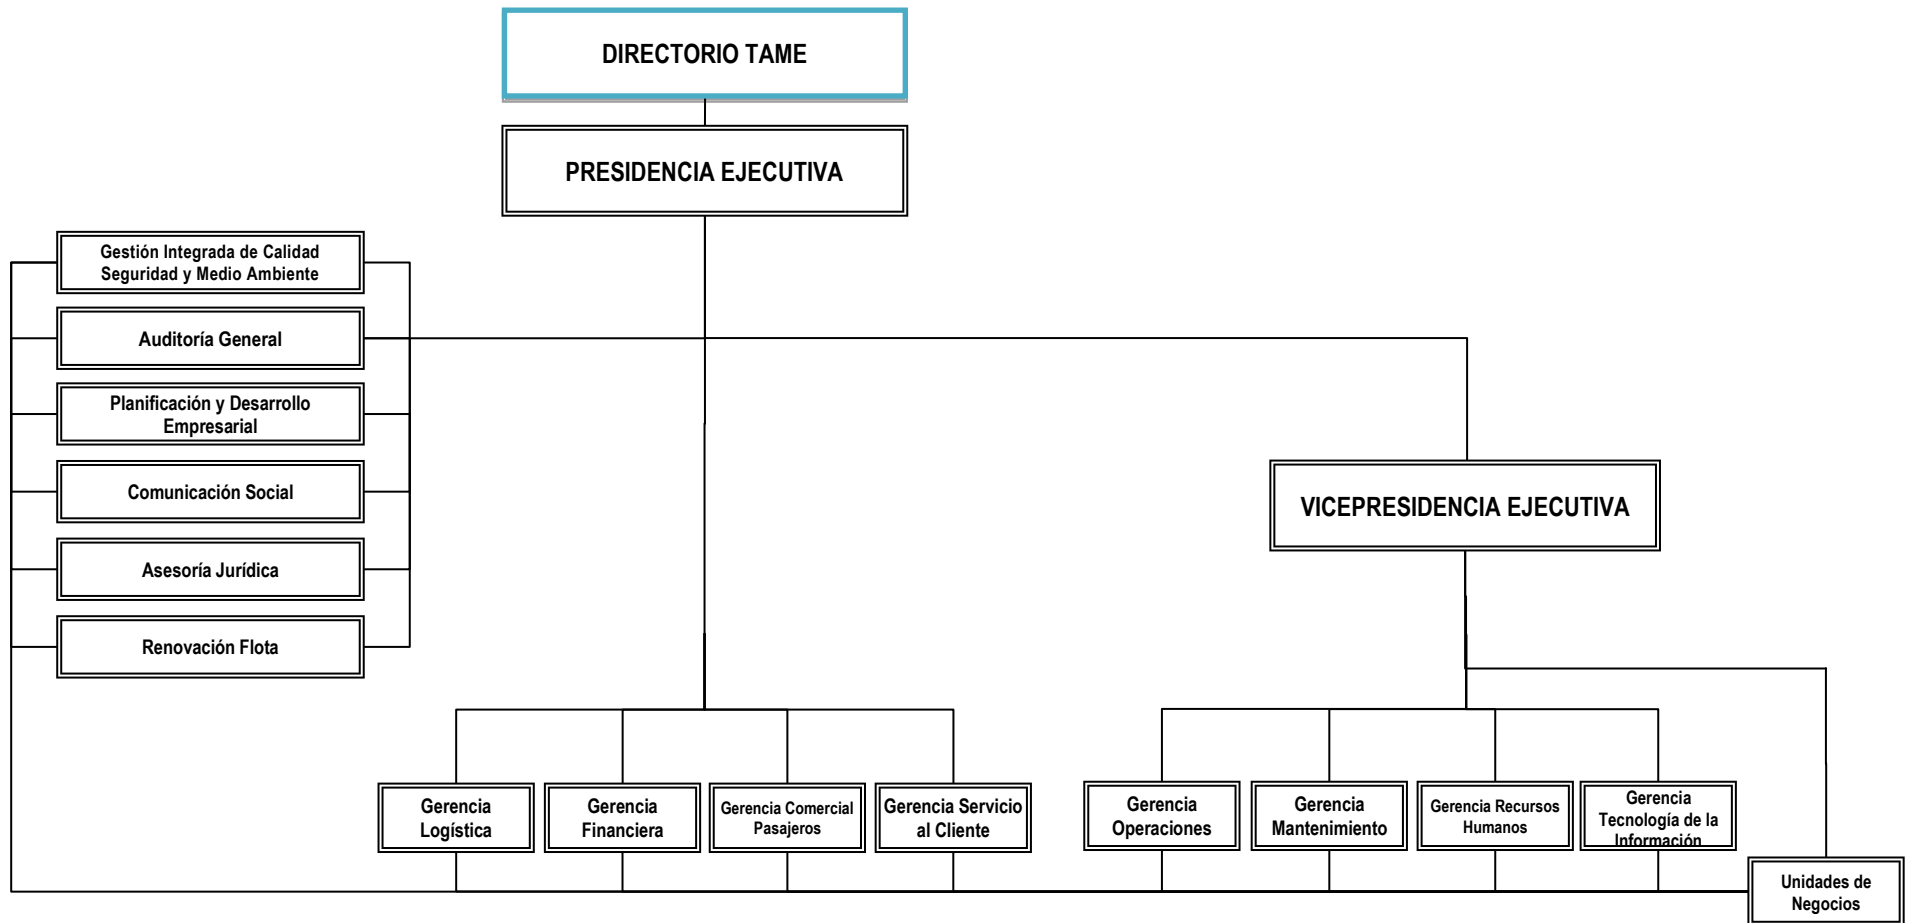 DIRECTORIO TAME
PRESIDENCIA EJECUTIVA
Gestión Integrada de Calidad
Seguridad y Medio Ambiente
Auditoría General
Planificación y Desarrollo
Empresarial
Comunicación Social
Asesoría Jurídica
Renovación Flota
VICEPRESIDENCIA EJECUTIVA
Gerencia
Logística
Gerencia
Financiera
Gerencia Comercial
Pasajeros
Gerencia Servicio
al Cliente
Gerencia
Operaciones
Gerencia
Mantenimiento
Gerencia Recursos
Humanos
Gerencia
Tecnología de la
Información
Unidades de
Negocios